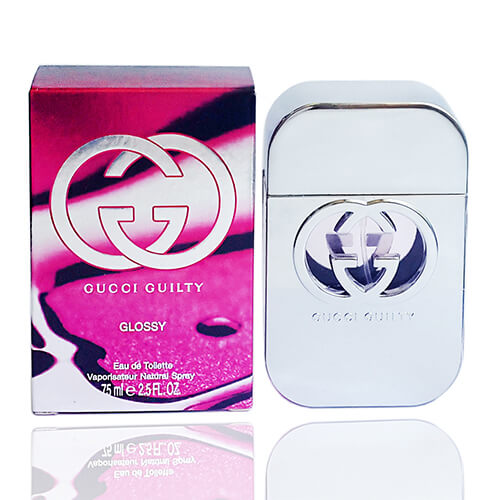 GUCCI GUILTY
GLOSSY
Eau de Toilette
Vaporisateur Natural Spray
75 ml e 2.5 FL. OZ.
GUCCI GUILTY